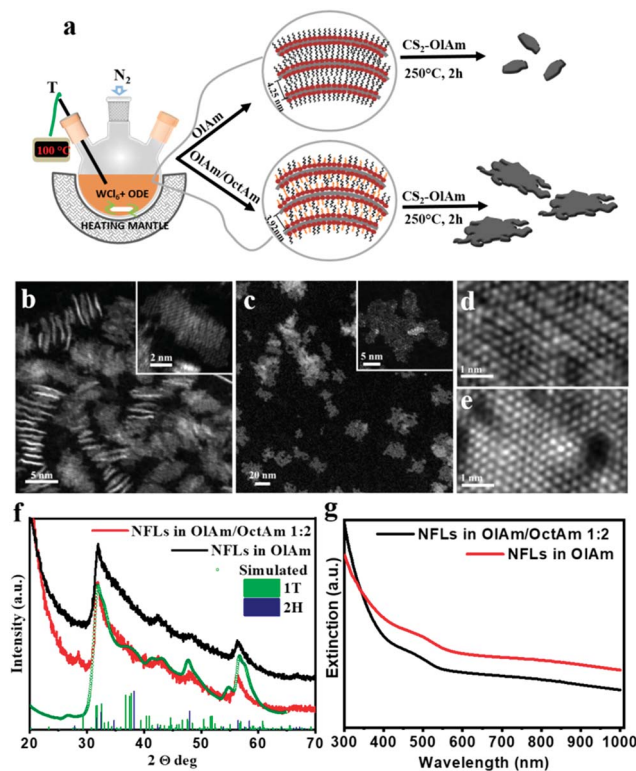 a
T
N2
100 °C
WCl6+ ODE
HEATING MANTLE
OlAm
OlAm/OctAm
4.25 nm
3.92nm
CS2-OlAm
250°C, 2h
CS2-OlAm
250°C, 2h
b
2 nm
5 nm
c
5 nm
20 nm
d
1 nm
e
1 nm
f
NFLs in OlAm/OctAm 1:2
NFLs in OlAm
Simulated
1T
2H
Intensity (a.u.)
20 30 40 50 60 70
2 Θ deg
g
NFLs in OlAm/OctAm 1:2
NFLs in OlAm
Extinction (a.u.)
300 400 500 600 700 800 900 1000
Wavelength (nm)